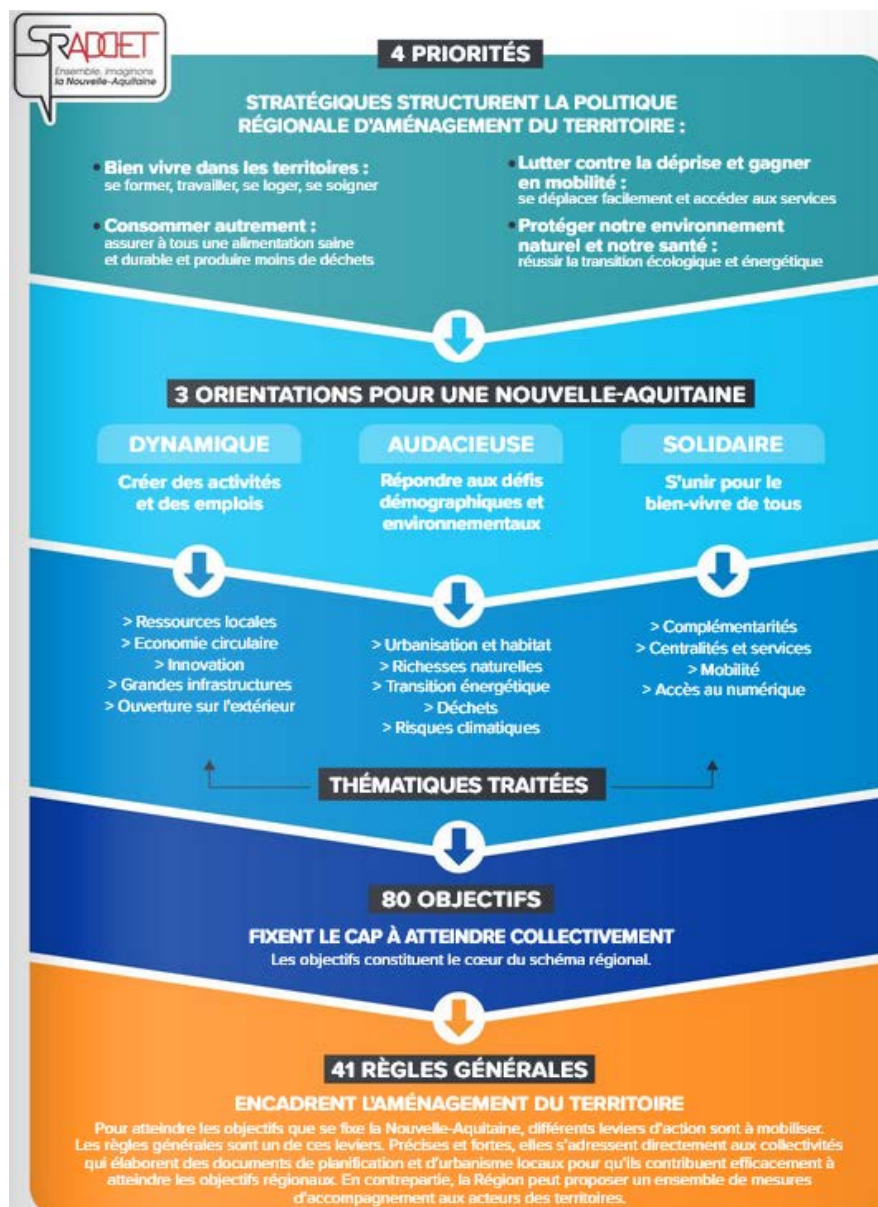 SRADDET
Ensemble, imaginons
la Nouvelle-Aquitaine
4 PRIORITÉS
STRATÉGIQUES STRUCTURENT LA POLITIQUE
RÉGIONALE D'AMÉNAGEMENT DU TERRITOIRE :
• Bien vivre dans les territoires :
se former, travailler, se loger, se soigner
• Consommer autrement :
assurer à tous une alimentation saine
et durable et produire moins de déchets
• Lutter contre la déprise et gagner
en mobilité :
se déplacer facilement et accéder aux services
• Protéger notre environnement
naturel et notre santé :
réussir la transition écologique et énergétique
3 ORIENTATIONS POUR UNE NOUVELLE-AQUITAINE
DYNAMIQUE
Créer des activités
et des emplois
AUDACIEUSE
Répondre aux défis
démographiques et
environnementaux
SOLIDAIRE
S'unir pour le
bien-vivre de tous
> Ressources locales
> Economie circulaire
> Innovation
> Grandes infrastructures
> Ouverture sur l'extérieur
> Urbanisation et habitat
> Richesses naturelles
> Transition énergétique
> Déchets
> Risques climatiques
> Complémentarités
> Centralités et services
> Mobilité
> Accès au numérique
THÉMATIQUES TRAITÉES
80 OBJECTIFS
FIXENT LE CAP À ATTEINDRE COLLECTIVEMENT
Les objectifs constituent le cœur du schéma régional.
41 RÈGLES GÉNÉRALES
ENCADRENT L'AMÉNAGEMENT DU TERRITOIRE
Pour atteindre les objectifs que se fixe la Nouvelle-Aquitaine, différents leviers d'action sont à mobiliser.
Les règles générales sont un de ces leviers. Précises et fortes, elles s'adressent directement aux collectivités
qui élaborent des documents de planification et d'urbanisme locaux pour qu'ils contribuent efficacement à
atteindre les objectifs régionaux. En contrepartie, la Région peut proposer un ensemble de mesures
d'accompagnement aux acteurs des territoires.